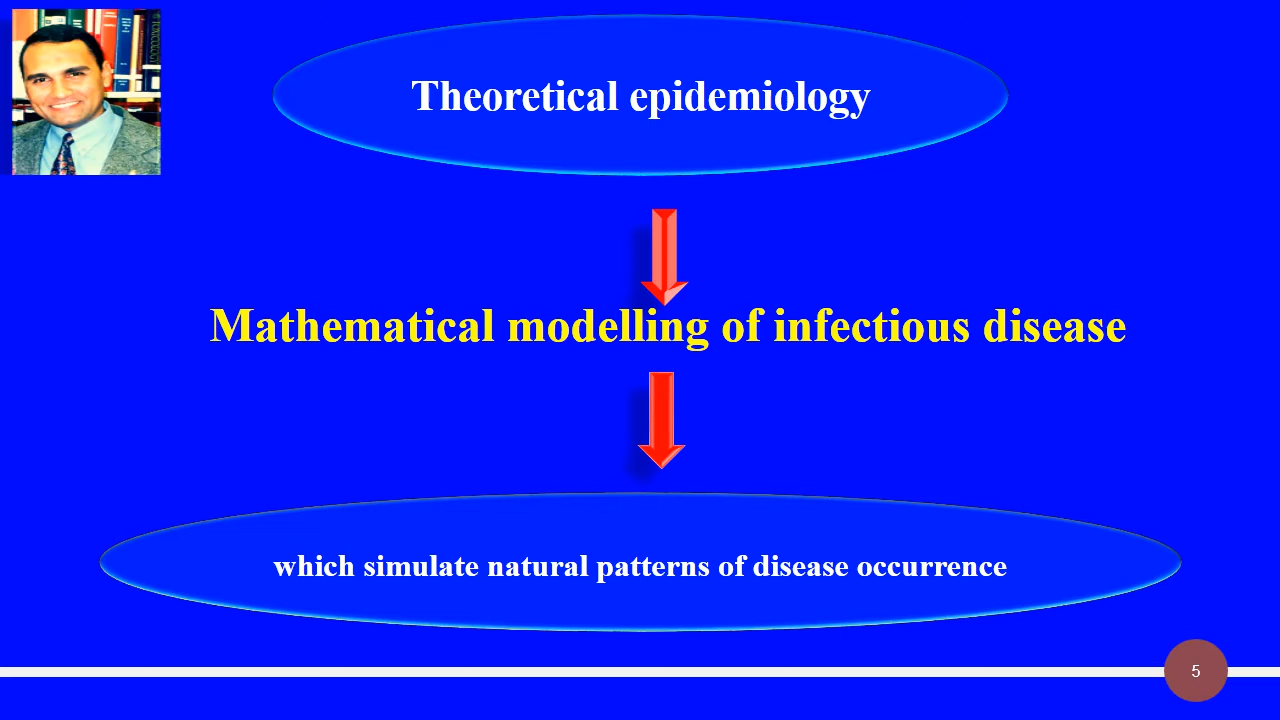 Theoretical epidemiology
Mathematical modelling of infectious disease
which simulate natural patterns of disease occurrence
5